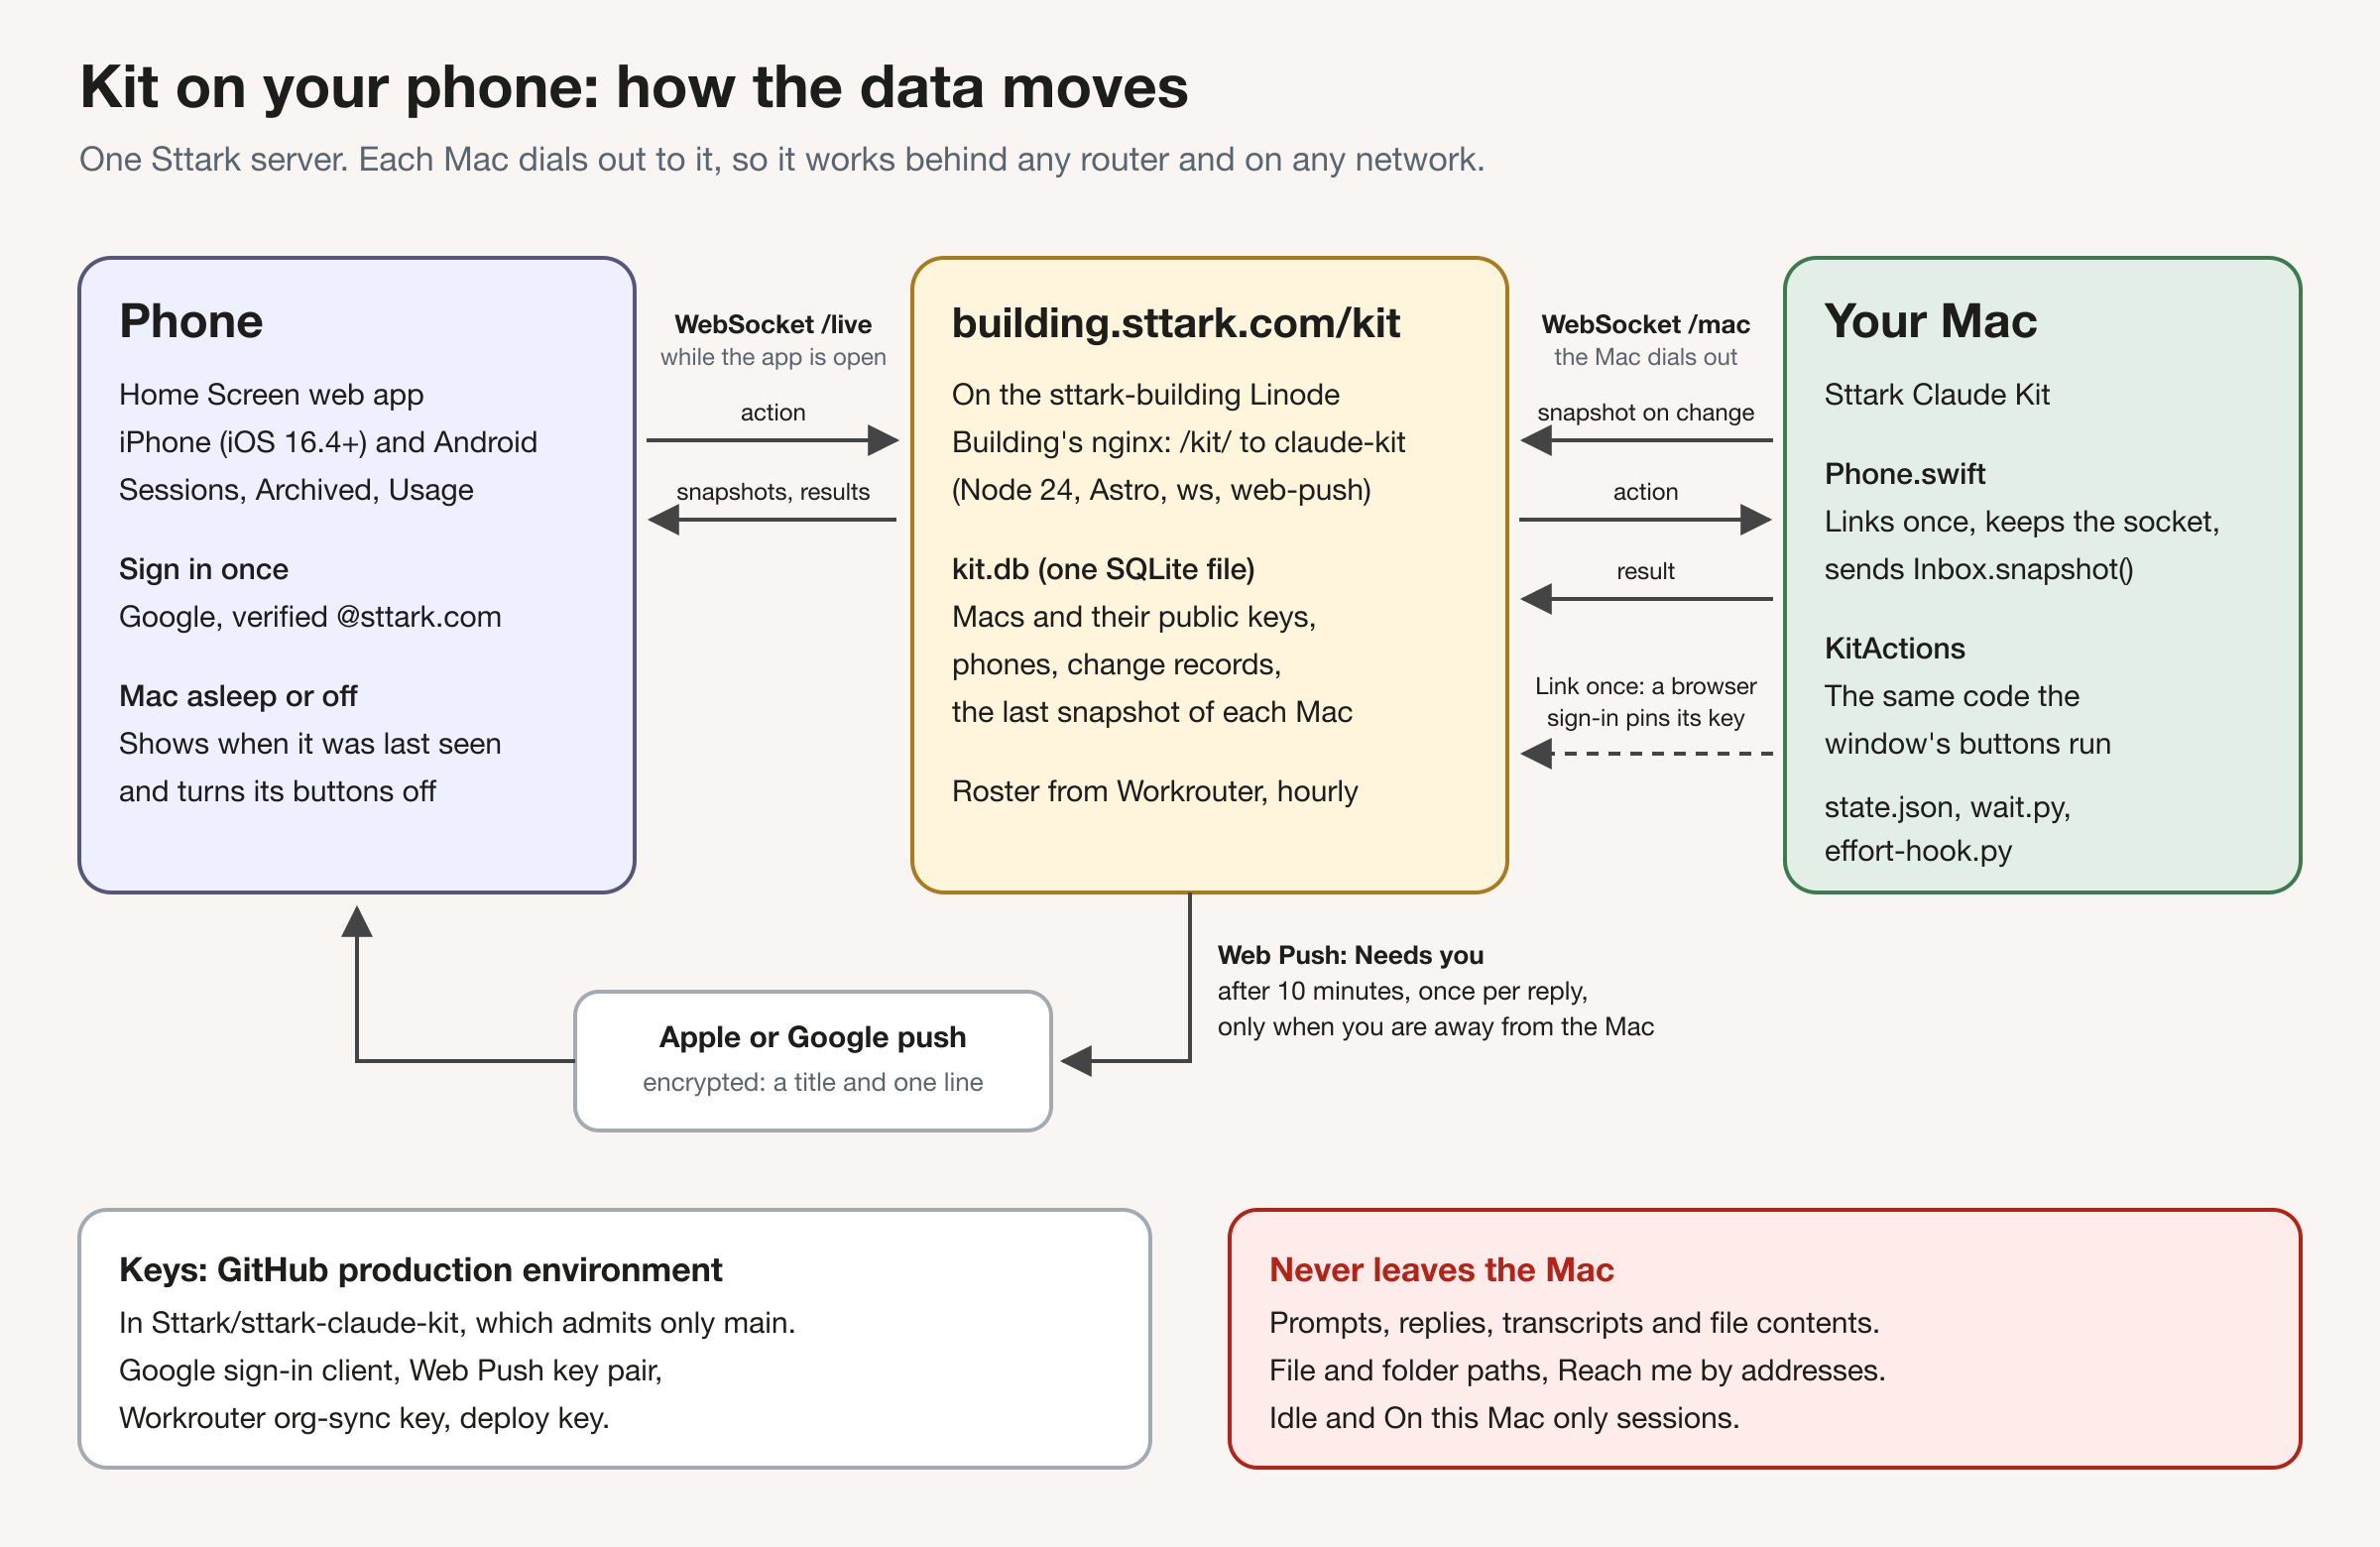 Kit on your phone: how the data moves
One Sttark server. Each Mac dials out to it, so it works behind any router and on any network.
Phone
Home Screen web app
iPhone (iOS 16.4+) and Android
Sessions, Archived, Usage
Sign in once
Google, verified @sttark.com
Mac asleep or off
Shows when it was last seen
and turns its buttons off
WebSocket /live
while the app is open
action
snapshots, results
building.sttark.com/kit
On the sttark-building Linode
Building's nginx: /kit/ to claude-kit
(Node 24, Astro, ws, web-push)
kit.db (one SQLite file)
Macs and their public keys,
phones, change records,
the last snapshot of each Mac
Roster from Workrouter, hourly
WebSocket /mac
the Mac dials out
snapshot on change
action
result
Link once: a browser
sign-in pins its key
Your Mac
Sttark Claude Kit
Phone.swift
Links once, keeps the socket,
sends Inbox.snapshot()
KitActions
The same code the
window's buttons run
state.json, wait.py,
effort-hook.py
Web Push: Needs you
after 10 minutes, once per reply,
only when you are away from the Mac
Apple or Google push
encrypted: a title and one line
Keys: GitHub production environment
In Sttark/sttark-claude-kit, which admits only main.
Google sign-in client, Web Push key pair,
Workrouter org-sync key, deploy key.
Never leaves the Mac
Prompts, replies, transcripts and file contents.
File and folder paths, Reach me by addresses.
Idle and On this Mac only sessions.